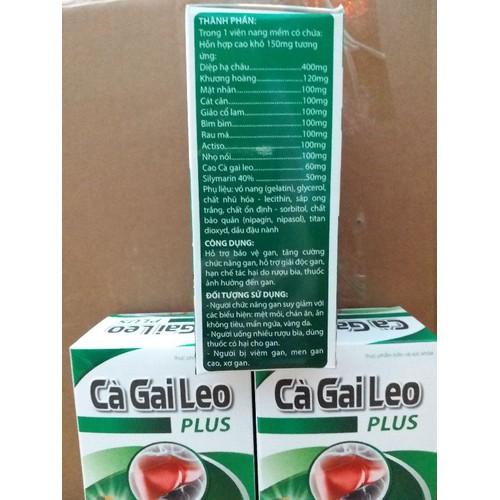 THÀNH PHẦN:
Trong 1 viên nang mềm có chứa:
Hỗn hợp cao khô 150mg tương
ứng:
Diệp hạ châu....................400mg
Khương hoàng................120mg
Mật nhân.........................100mg
Cát căn............................100mg
Giảo cổ lam.....................100mg
Bìm bìm..........................100mg
Rau má............................100mg
Actiso..............................100mg
Nhọ nồi...........................100mg
Cao Cà gai leo..................60mg
Silymarin 40%..................50mg
Phụ liệu: vỏ nang (gelatin), glycerol,
chất nhũ hóa - lecithin, sáp ong
trắng, chất ổn định - sorbitol, chất
bảo quản (nipagin, nipasol), titan
dioxyd, dầu đậu nành
CÔNG DỤNG:
Hỗ trợ bảo vệ gan, tăng cường
chức năng gan, hỗ trợ giải độc gan,
hạn chế tác hại do rượu bia, thuốc
ảnh hưởng đến gan.
ĐỐI TƯỢNG SỬ DỤNG:
- Người chức năng gan suy giảm với
các biểu hiện: mệt mỏi, chán ăn, ăn
không tiêu, mẩn ngứa, vàng da.
- Người uống nhiều rượu bia, dùng
thuốc có hại cho gan.
- Người bị viêm gan, men gan
cao, xơ gan.
Thực
Cà Gai Leo
PLUS
Thực phẩm bảo vệ sức khỏe
Cà Gai Leo
PLUS